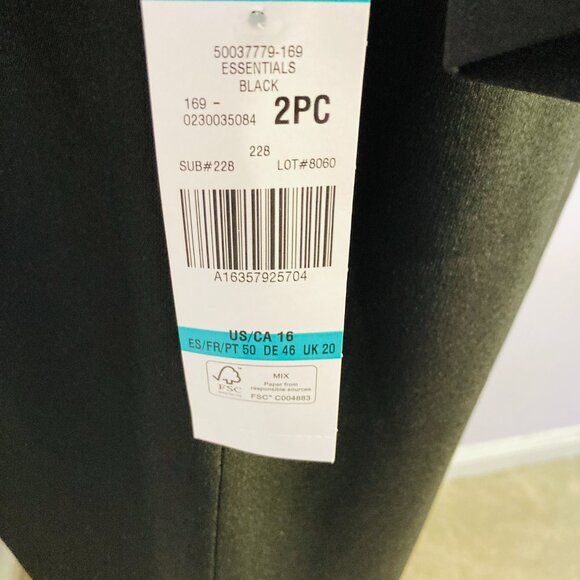 50037779-169
ESSENTIALS
BLACK
169 -
0230035084 2PC
228
SUB#228 LOT#8060
A16357925704
US/CA 16
ES/FR/PT 50 DE 46 UK 20
FSC
MIX
Paper from
responsible sources
FSC® C004883